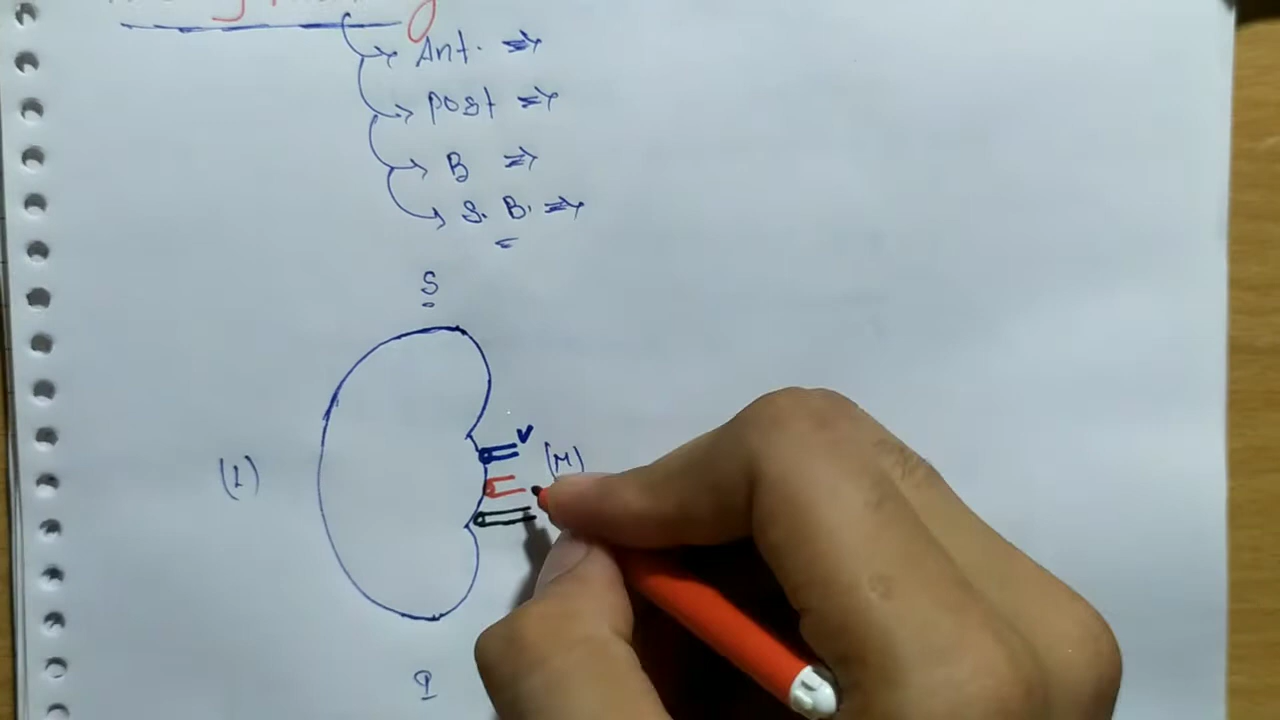 Ant. ⇒
Post ⇒
B ⇒
S. B. ⇒
S
V
(M)
(L)